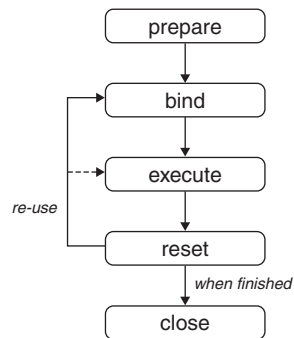 prepare
bind
execute
re-use
reset
when finished
close